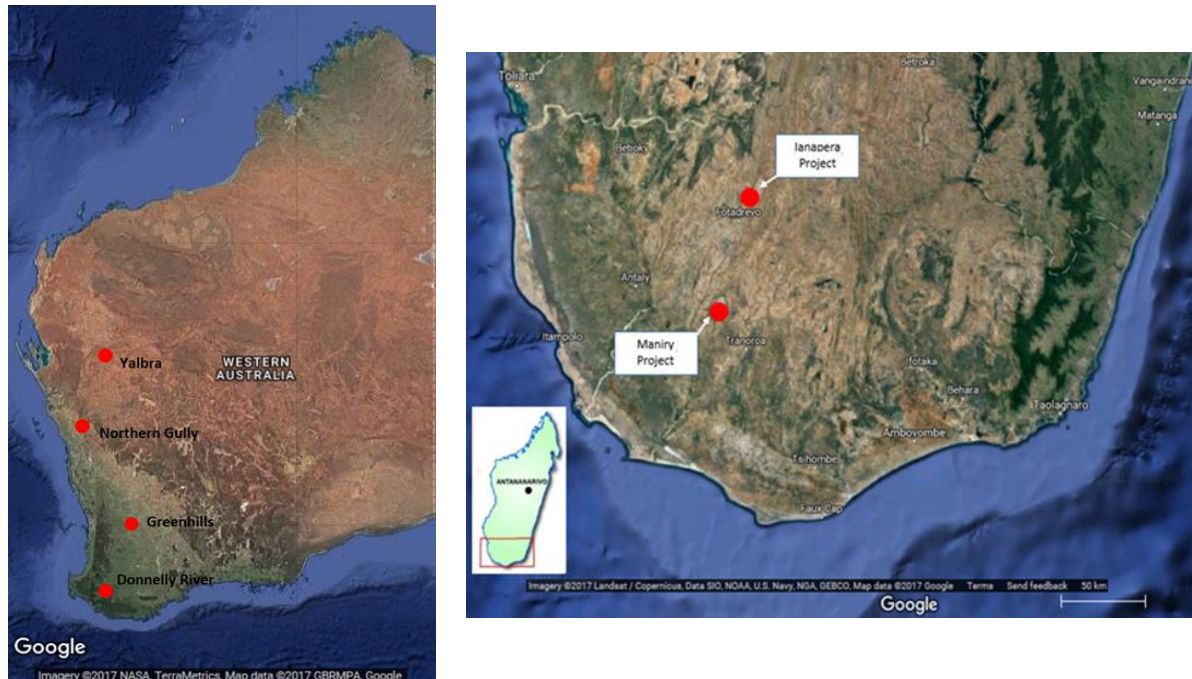 WESTERN
AUSTRALIA
Yalbra
Northern Gully
Greenhills
Donnelly River
Google
Imagery ©2017 NASA, TerraMetrics, Map data ©2017 GBRMPA, Google
Toliara
Betroka
Vangaindrano
Matanga
Beboky
Ianapera
Project
Fotadrevo
Antaly
Itampolo
Maniry
Project
Tranoroa
Ifotaka
Behara
Taolagnaro
Ambovombe
Tsihombe
Faux Cap
ANTANANARIVO
Imagery ©2017 Landsat / Copernicus, Data SIO, NOAA, U.S. Navy, NGA, GEBCO, Map data ©2017 Google Terms Send feedback 50 km
Google